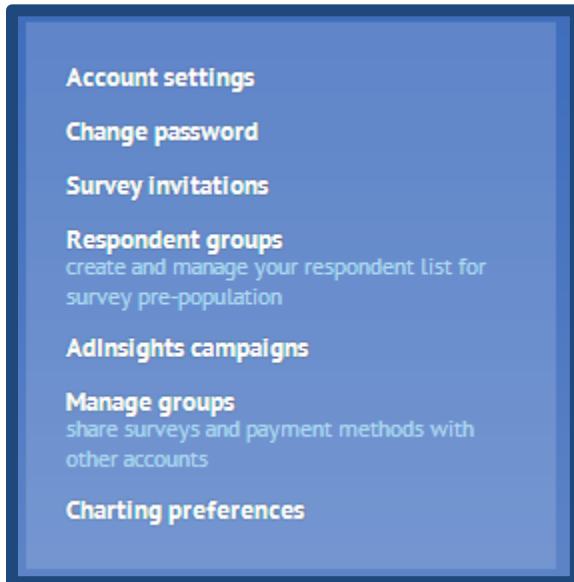 Account settings
Change password
Survey invitations
Respondent groups
create and manage your respondent list for
survey pre-population
AdInsights campaigns
Manage groups
share surveys and payment methods with
other accounts
Charting preferences